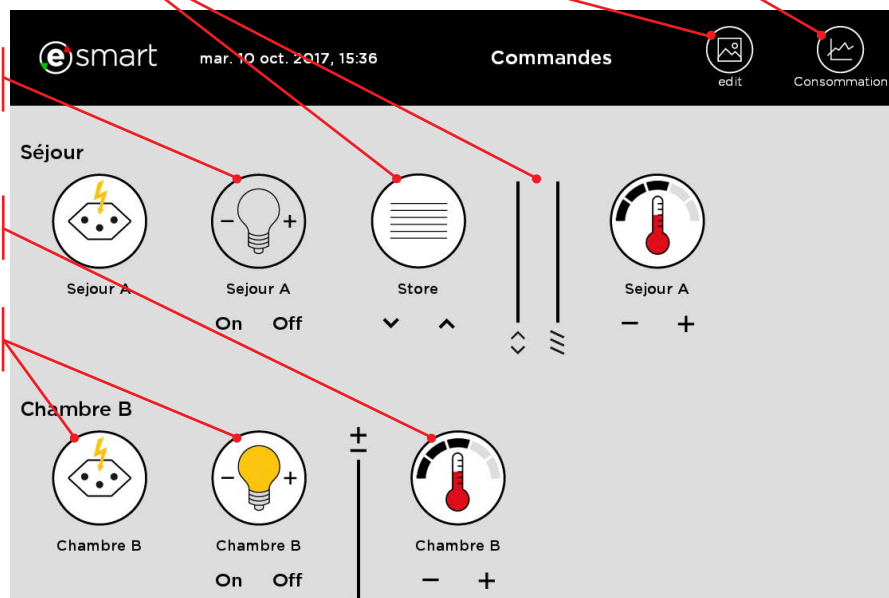 esmart
mar. 10 oct. 2017, 15:36
Commandes
edit
Consommation
Séjour
Sejour A
Sejour A
Store
Sejour A
On Off
− +
Chambre B
Chambre B
Chambre B
Chambre B
On Off
− +